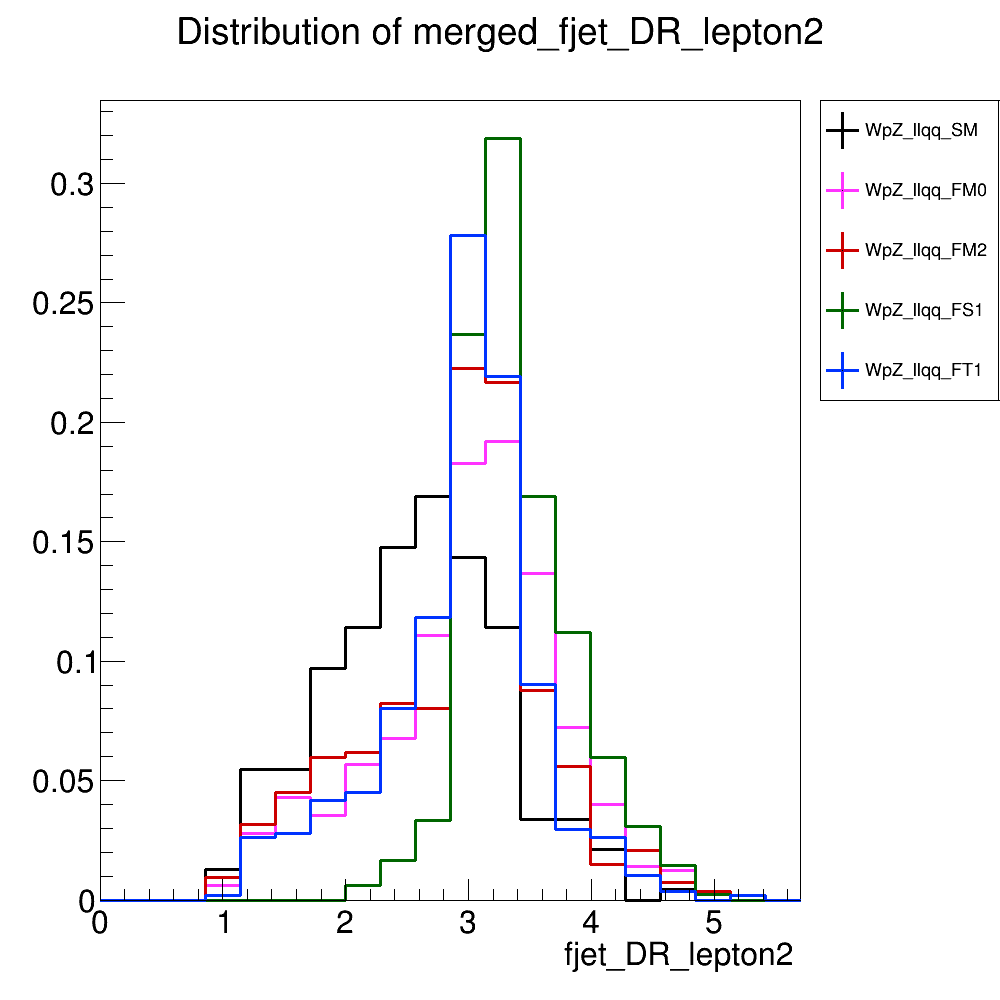 Distribution of merged_fjet_DR_lepton2
WpZ_llqq_SM
WpZ_llqq_FM0
WpZ_llqq_FM2
WpZ_llqq_FS1
WpZ_llqq_FT1
0.3
0.25
0.2
0.15
0.1
0.05
0
0 1 2 3 4 5
fjet_DR_lepton2